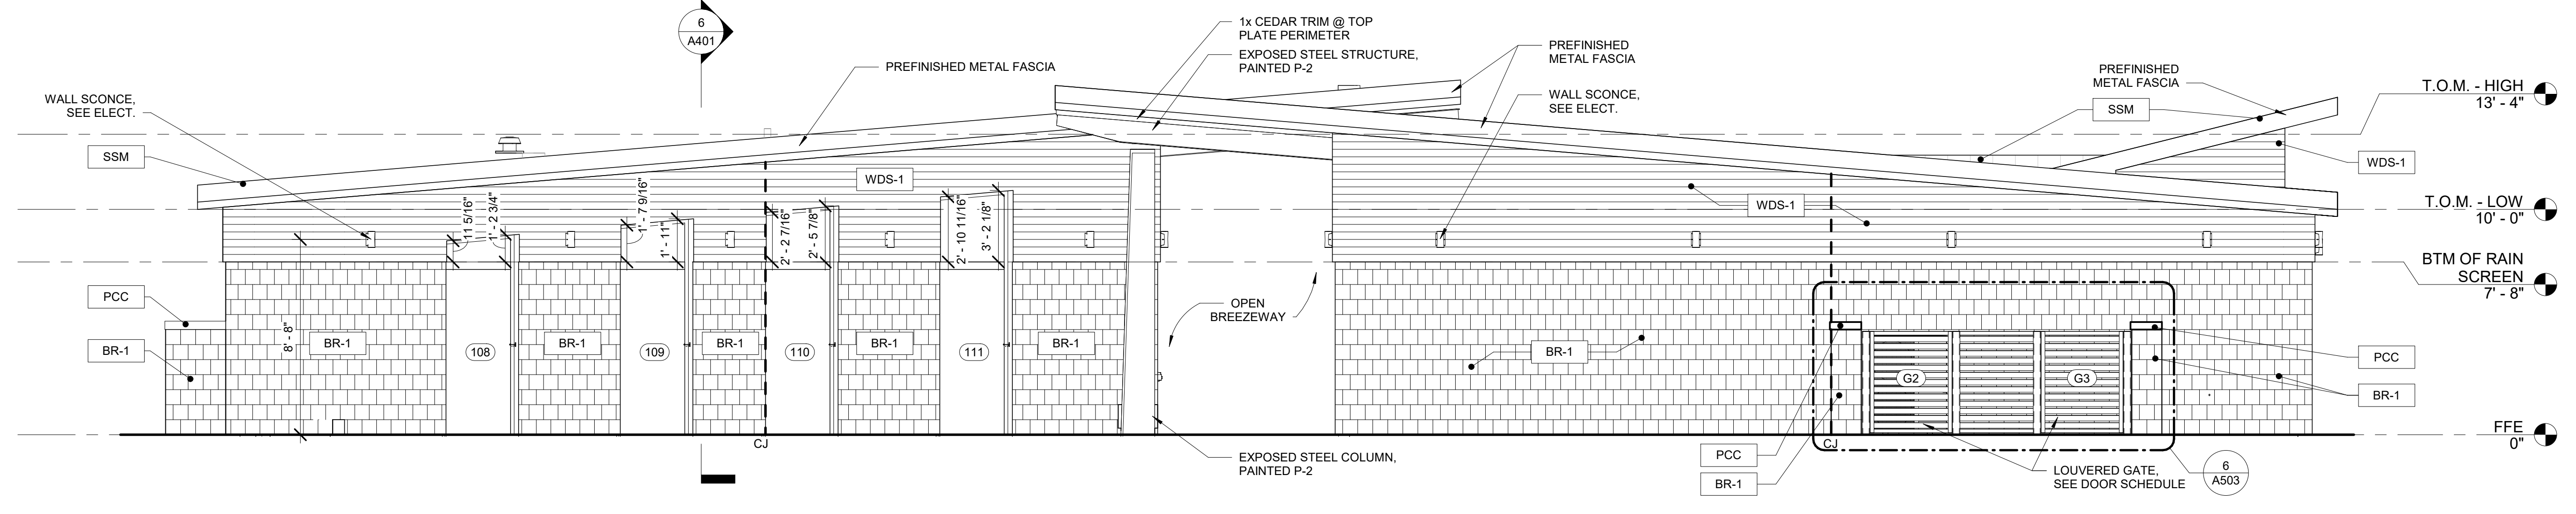 6
A401
1x CEDAR TRIM @ TOP
PLATE PERIMETER
EXPOSED STEEL STRUCTURE,
PAINTED P-2
PREFINISHED
METAL FASCIA
PREFINISHED METAL FASCIA
PREFINISHED
METAL FASCIA
WALL SCONCE,
SEE ELECT.
WALL SCONCE,
SEE ELECT.
SSM
T.O.M. - HIGH
13' - 4"
SSM
WDS-1
WDS-1
WDS-1
T.O.M. - LOW
10' - 0"
11 5/16"
1' - 2 3/4"
1' - 7 9/16"
1' - 11"
2' - 2 7/16"
2' - 5 7/8"
2' - 10 11/16"
3' - 2 1/8"
BTM OF RAIN
SCREEN
7' - 8"
PCC
OPEN
BREEZEWAY
8' - 8"
BR-1
BR-1
108
BR-1
109
BR-1
110
BR-1
111
BR-1
BR-1
G2
G3
PCC
BR-1
FFE
0"
CJ
CJ
EXPOSED STEEL COLUMN,
PAINTED P-2
PCC
BR-1
LOUVERED GATE,
SEE DOOR SCHEDULE
6
A503